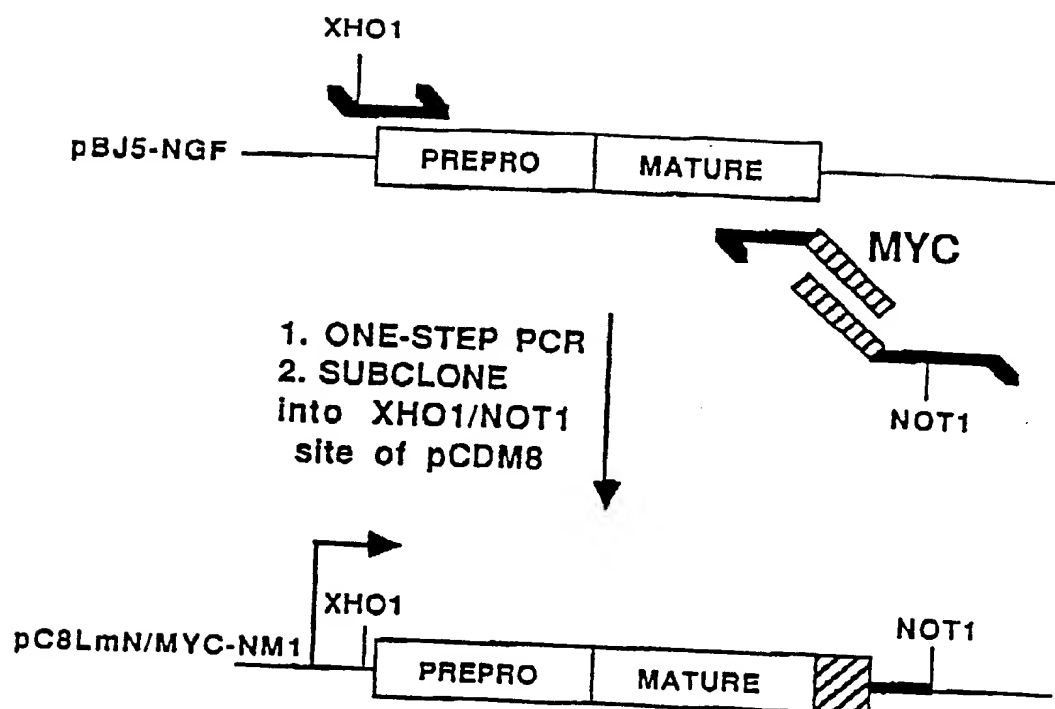 XHO1
pBJ5-NGF
PREPRO
MATURE
MYC
1. ONE-STEP PCR
2. SUBCLONE
into XHO1/NOT1
site of pCDM8
NOT1
XHO1
NOT1
pC8LmN/MYC-NM1
PREPRO
MATURE